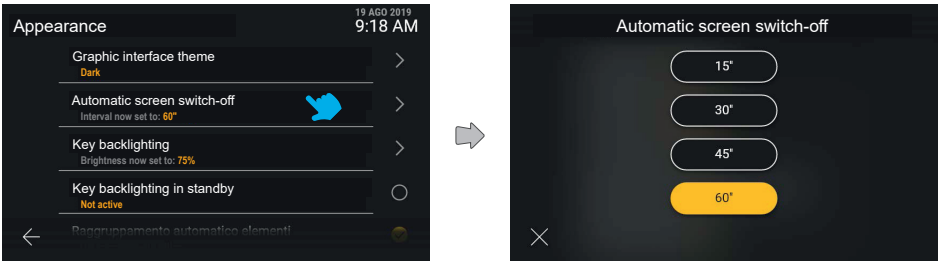 19 AGO 2019
Appearance 9:18 AM
Graphic interface theme
Dark
Automatic screen switch-off
Interval now set to: 60"
Key backlighting
Brightness now set to: 75%
Key backlighting in standby
Not active
Raggruppamento automatico elementi
Automatic screen switch-off
15"
30"
45"
60"